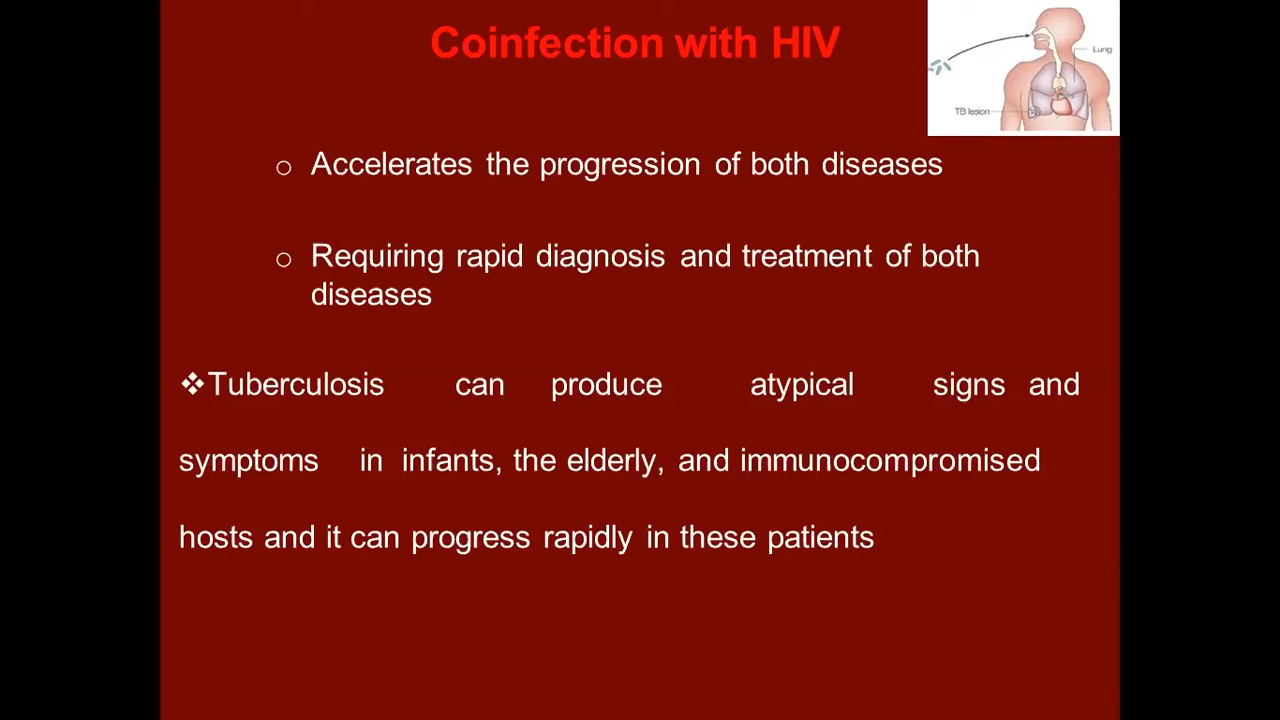 Coinfection with HIV
Lung
TB lesion
o Accelerates the progression of both diseases
o Requiring rapid diagnosis and treatment of both
diseases
❖Tuberculosis can produce atypical signs and
symptoms in infants, the elderly, and immunocompromised
hosts and it can progress rapidly in these patients